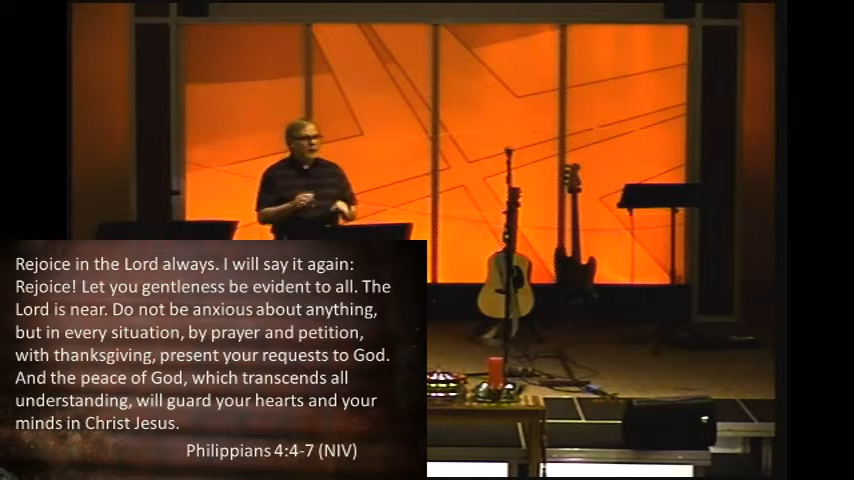 Rejoice in the Lord always. I will say it again:
Rejoice! Let you gentleness be evident to all. The
Lord is near. Do not be anxious about anything,
but in every situation, by prayer and petition,
with thanksgiving, present your requests to God.
And the peace of God, which transcends all
understanding, will guard your hearts and your
minds in Christ Jesus.
Philippians 4:4-7 (NIV)